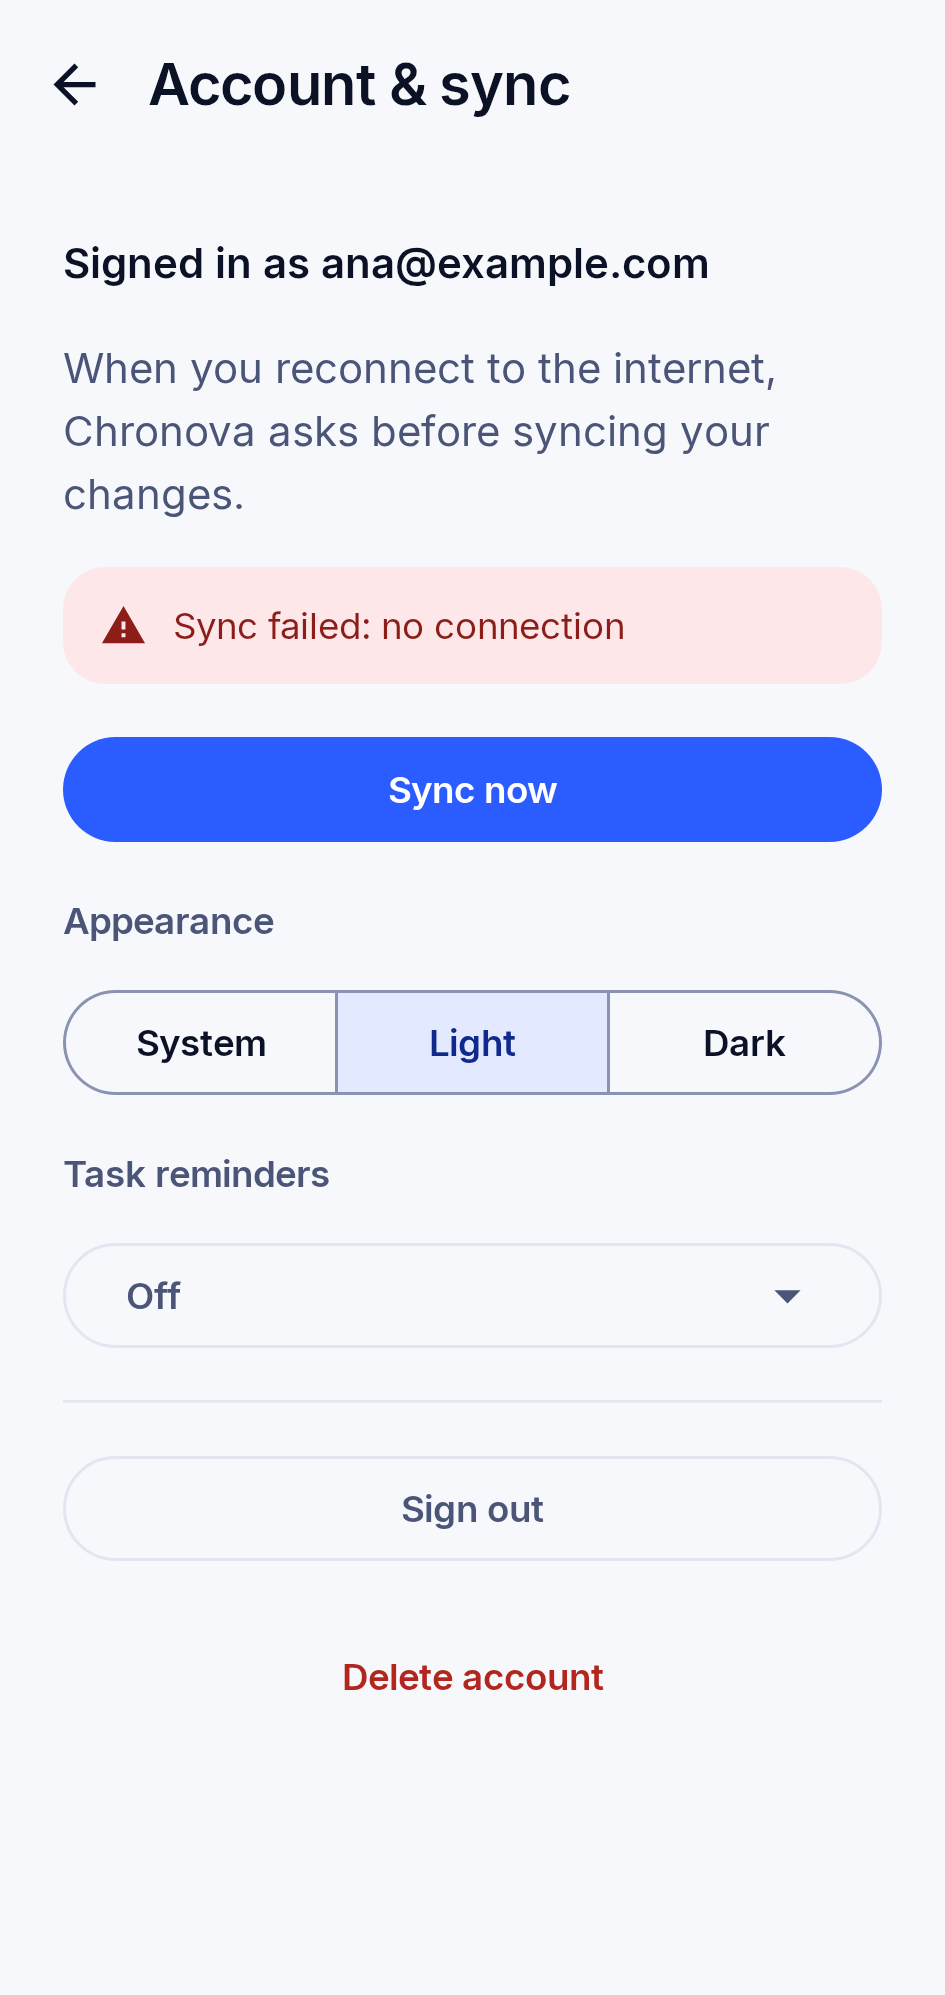 Account & sync
Signed in as ana@example.com
When you reconnect to the internet,
Chronova asks before syncing your
changes.
Sync failed: no connection
Sync now
Appearance
System Light Dark
Task reminders
Off
Sign out
Delete account